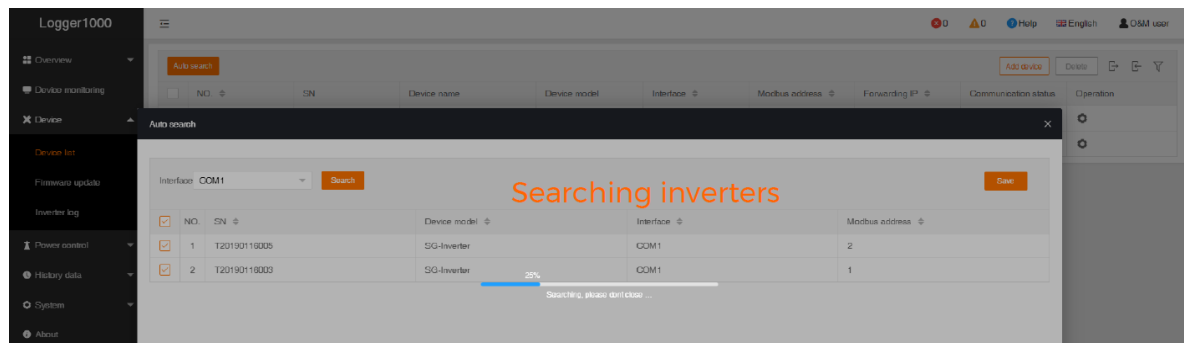 Logger1000
0 0 Help English O&M user
Overview
Auto search Add device Delete
Device monitoring
NO. SN Device name Device model Interface Modbus address Forwarding IP Communication status Operation
Device
Auto search
Device list
Firmware update
Interface COM1 Search Searching inverters Save
Inverter log
NO. SN Device model Interface Modbus address
Power control
1 T20190116005 SG-Inverter COM1 2
History data
2 T20190116003 SG-Inverter COM1 1
25%
Searching, please don't close ...
System
About